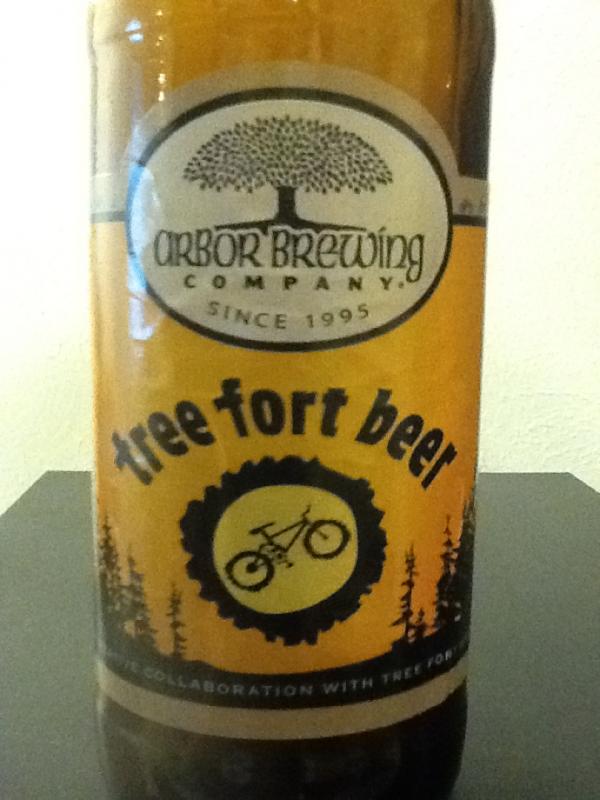 ARBOR BREWING
COMPANY
SINCE 1995
tree fort beer
COLLABORATION WITH TREE FORT